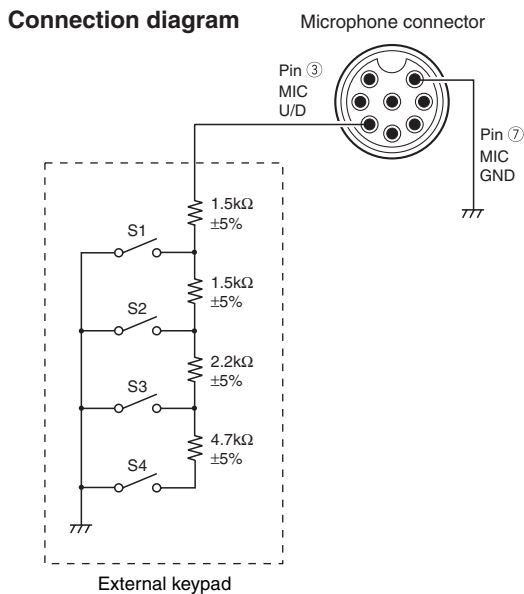 Connection diagram
Microphone connector
Pin ③
MIC
U/D
Pin ⑦
MIC
GND
1.5kΩ
±5%
S1
1.5kΩ
±5%
S2
2.2kΩ
±5%
S3
4.7kΩ
±5%
S4
External keypad